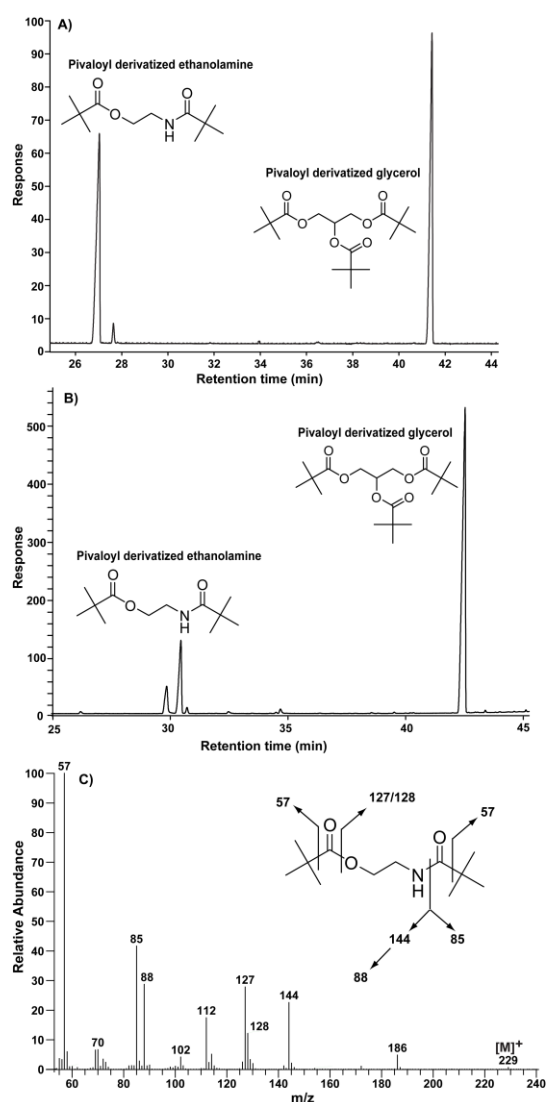 A)
100
90
80
70
60
50
40
30
20
10
0
Response
Pivaloyl derivatized ethanolamine
O
O
O
N
H
Pivaloyl derivatized glycerol
O
O
O
O
O
O
26 28 30 32 34 36 38 40 42 44
Retention time (min)
B)
500
400
300
200
100
0
Response
Pivaloyl derivatized glycerol
O
O
O
O
O
O
Pivaloyl derivatized ethanolamine
O
O
O
N
H
25 30 35 40 45
Retention time (min)
C)
100
90
80
70
60
50
40
30
20
10
0
Relative Abundance
57
85
88
70
102
112
127
128
144
186
[M]+
229
57
127/128
57
O
O
O
N
H
144 85
88
60 80 100 120 140 160 180 200 220 240
m/z